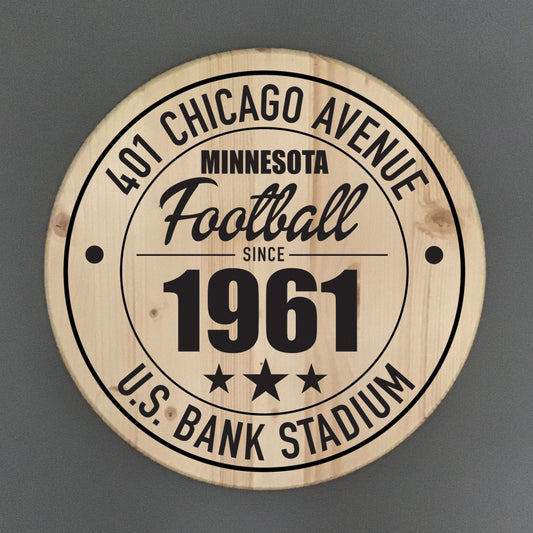 401 CHICAGO AVENUE
MINNESOTA
Football
SINCE
1961
U.S. BANK STADIUM